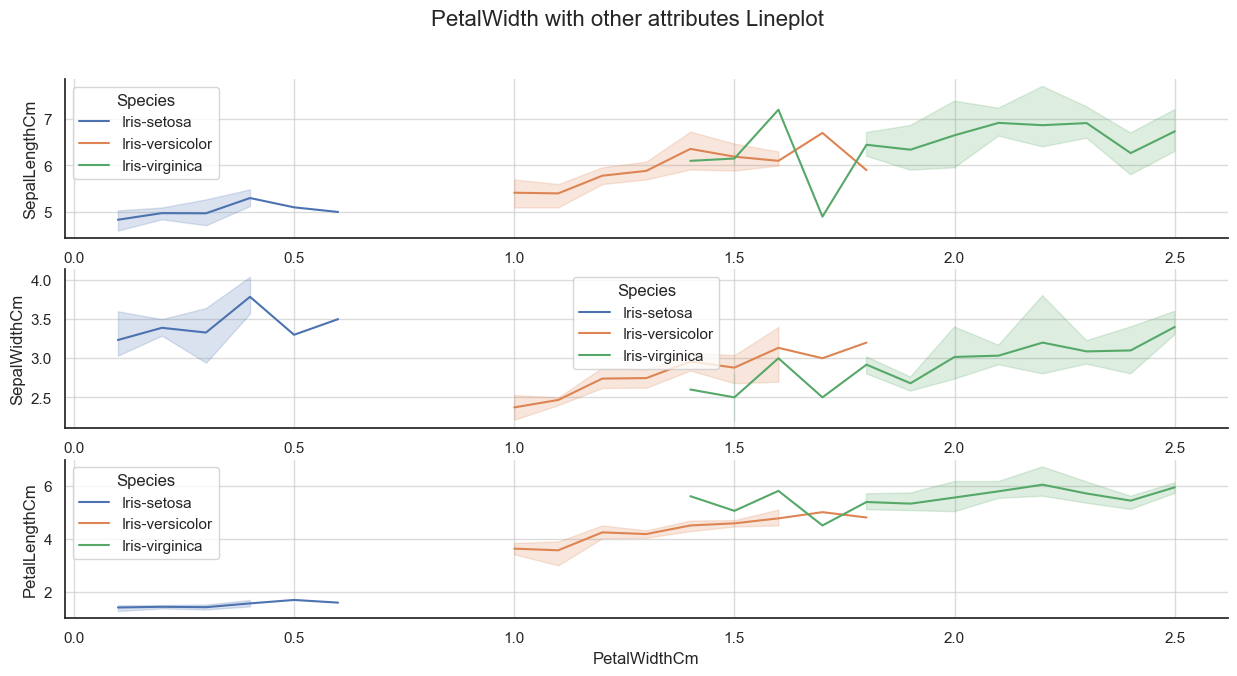 PetalWidth with other attributes Lineplot
SepalLengthCm
7
6
5
Species
Iris-setosa
Iris-versicolor
Iris-virginica
0.0 0.5 1.0 1.5 2.0 2.5
SepalWidthCm
4.0
3.5
3.0
2.5
Species
Iris-setosa
Iris-versicolor
Iris-virginica
0.0 0.5 1.0 1.5 2.0 2.5
PetalLengthCm
6
4
2
Species
Iris-setosa
Iris-versicolor
Iris-virginica
0.0 0.5 1.0 1.5 2.0 2.5
PetalWidthCm